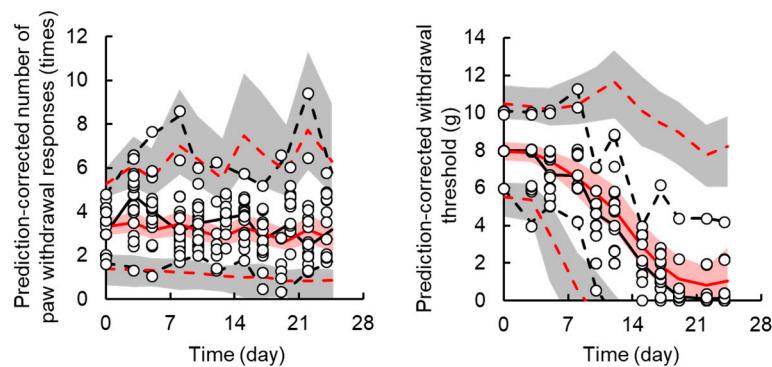 Prediction-corrected number of
paw withdrawal responses (times)
12
10
8
6
4
2
0
0 7 14 21 28
Time (day)
Prediction-corrected withdrawal
threshold (g)
14
12
10
8
6
4
2
0
0 7 14 21 28
Time (day)